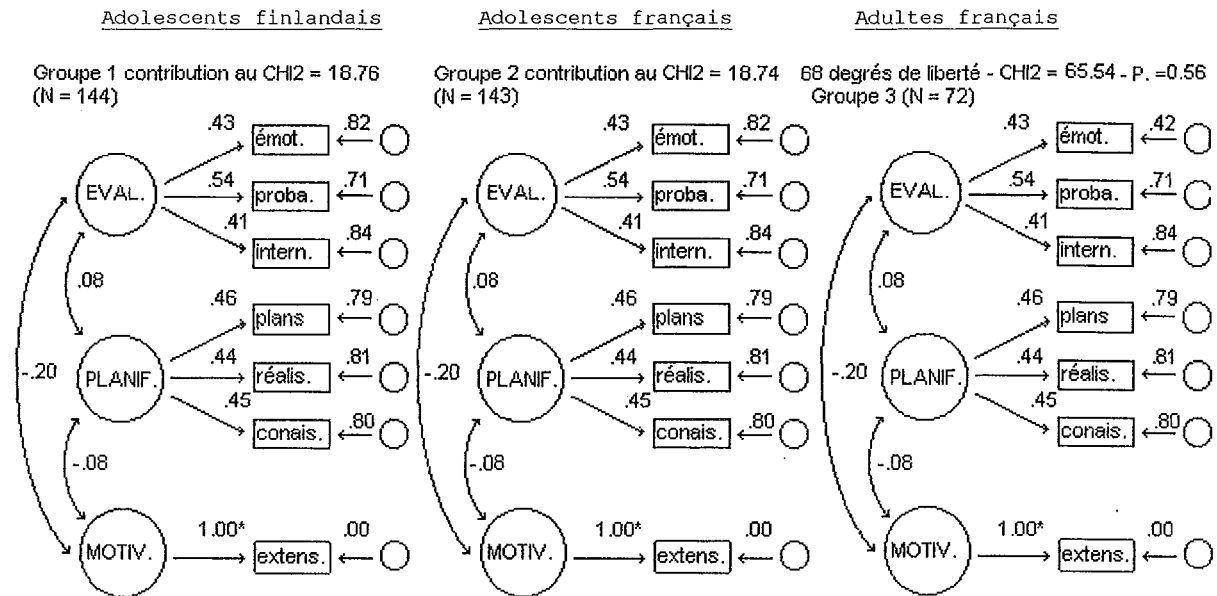 Adolescents finlandais
Groupe 1 contribution au CHI2 = 18.76
(N = 144)
.43
émot.
.82
EVAL.
.54
proba.
.71
.41
intern.
.84
.08
.46
plans
.79
-.20
PLANIF.
.44
réalis.
.81
.45
conais.
.80
-.08
MOTIV.
1.00*
extens.
.00
Adolescents français
Groupe 2 contribution au CHI2 = 18.74
(N = 143)
.43
émot.
.82
EVAL.
.54
proba.
.71
.41
intern.
.84
.08
.46
plans
.79
-.20
PLANIF.
.44
réalis.
.81
.45
conais.
.80
-.08
MOTIV.
1.00*
extens.
.00
Adultes français
68 degrés de liberté - CHI2 = 65.54 - P. =0.56
Groupe 3 (N = 72)
.43
émot.
.42
EVAL.
.54
proba.
.71
.41
intern.
.84
.08
.46
plans
.79
-.20
PLANIF.
.44
réalis.
.81
.45
conais.
.80
-.08
MOTIV.
1.00*
extens.
.00